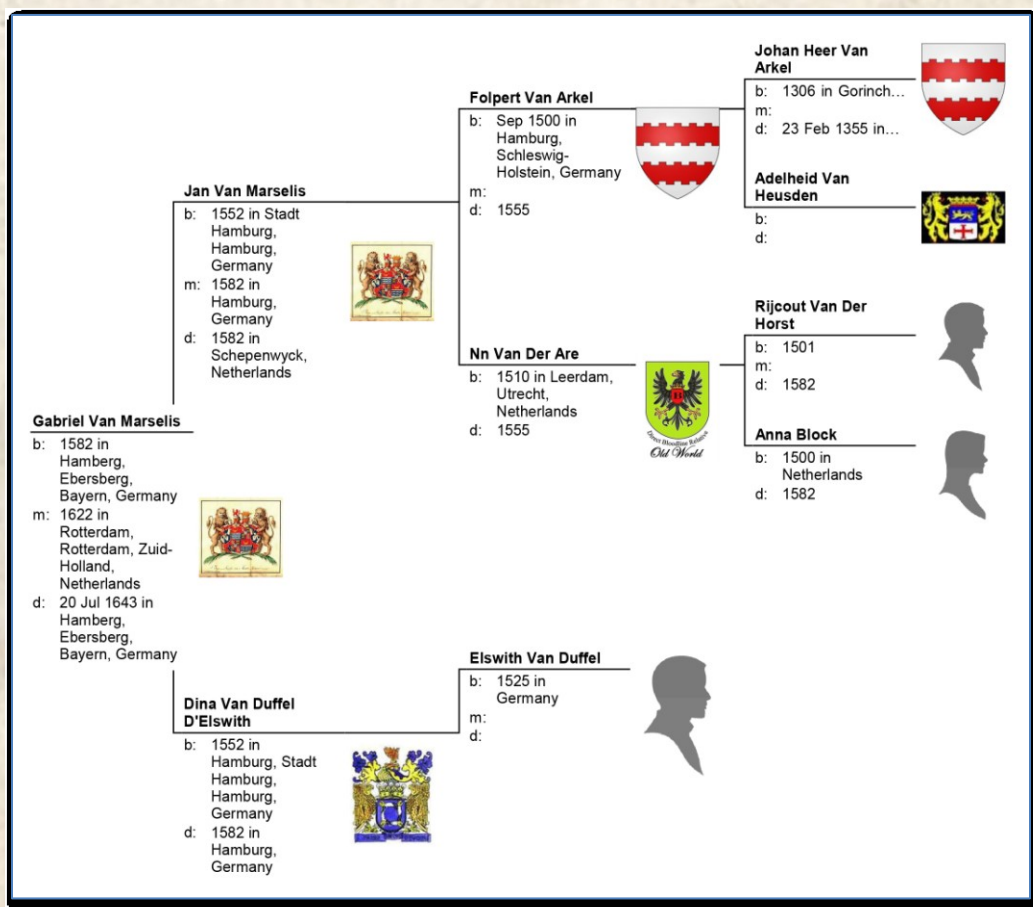 Johan Heer Van
Arkel
b: 1306 in Gorinch...
m:
d: 23 Feb 1355 in...
Folpert Van Arkel
b: Sep 1500 in
Hamburg,
Schleswig-
Holstein, Germany
m:
d: 1555
Adelheid Van
Heusden
b:
d:
Jan Van Marselis
b: 1552 in Stadt
Hamburg,
Hamburg,
Germany
m: 1582 in
Hamburg,
Germany
d: 1582 in
Schepenwyck,
Netherlands
Rijcout Van Der
Horst
b: 1501
m:
d: 1582
Nn Van Der Are
b: 1510 in Leerdam,
Utrecht,
Netherlands
d: 1555
Direct Bloodline Relative
Old World
Anna Block
b: 1500 in
Netherlands
d: 1582
Gabriel Van Marselis
b: 1582 in
Hamberg,
Ebersberg,
Bayern, Germany
m: 1622 in
Rotterdam,
Rotterdam, Zuid-
Holland,
Netherlands
d: 20 Jul 1643 in
Hamberg,
Ebersberg,
Bayern, Germany
Elswith Van Duffel
b: 1525 in
Germany
m:
d:
Dina Van Duffel
D'Elswith
b: 1552 in
Hamburg, Stadt
Hamburg,
Hamburg,
Germany
d: 1582 in
Hamburg,
Germany